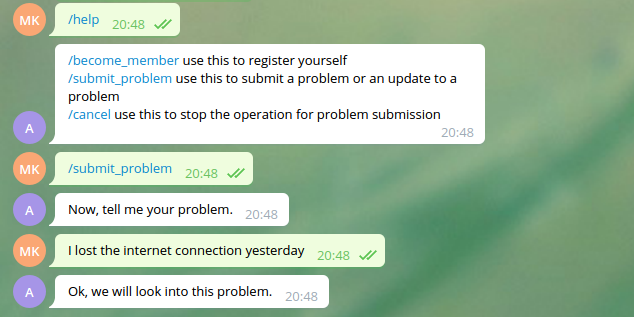 MK
/help 20:48
/become_member use this to register yourself
/submit_problem use this to submit a problem or an update to a
problem
/cancel use this to stop the operation for problem submission
A
20:48
MK
/submit_problem 20:48
A
Now, tell me your problem. 20:48
MK
I lost the internet connection yesterday 20:48
A
Ok, we will look into this problem. 20:48